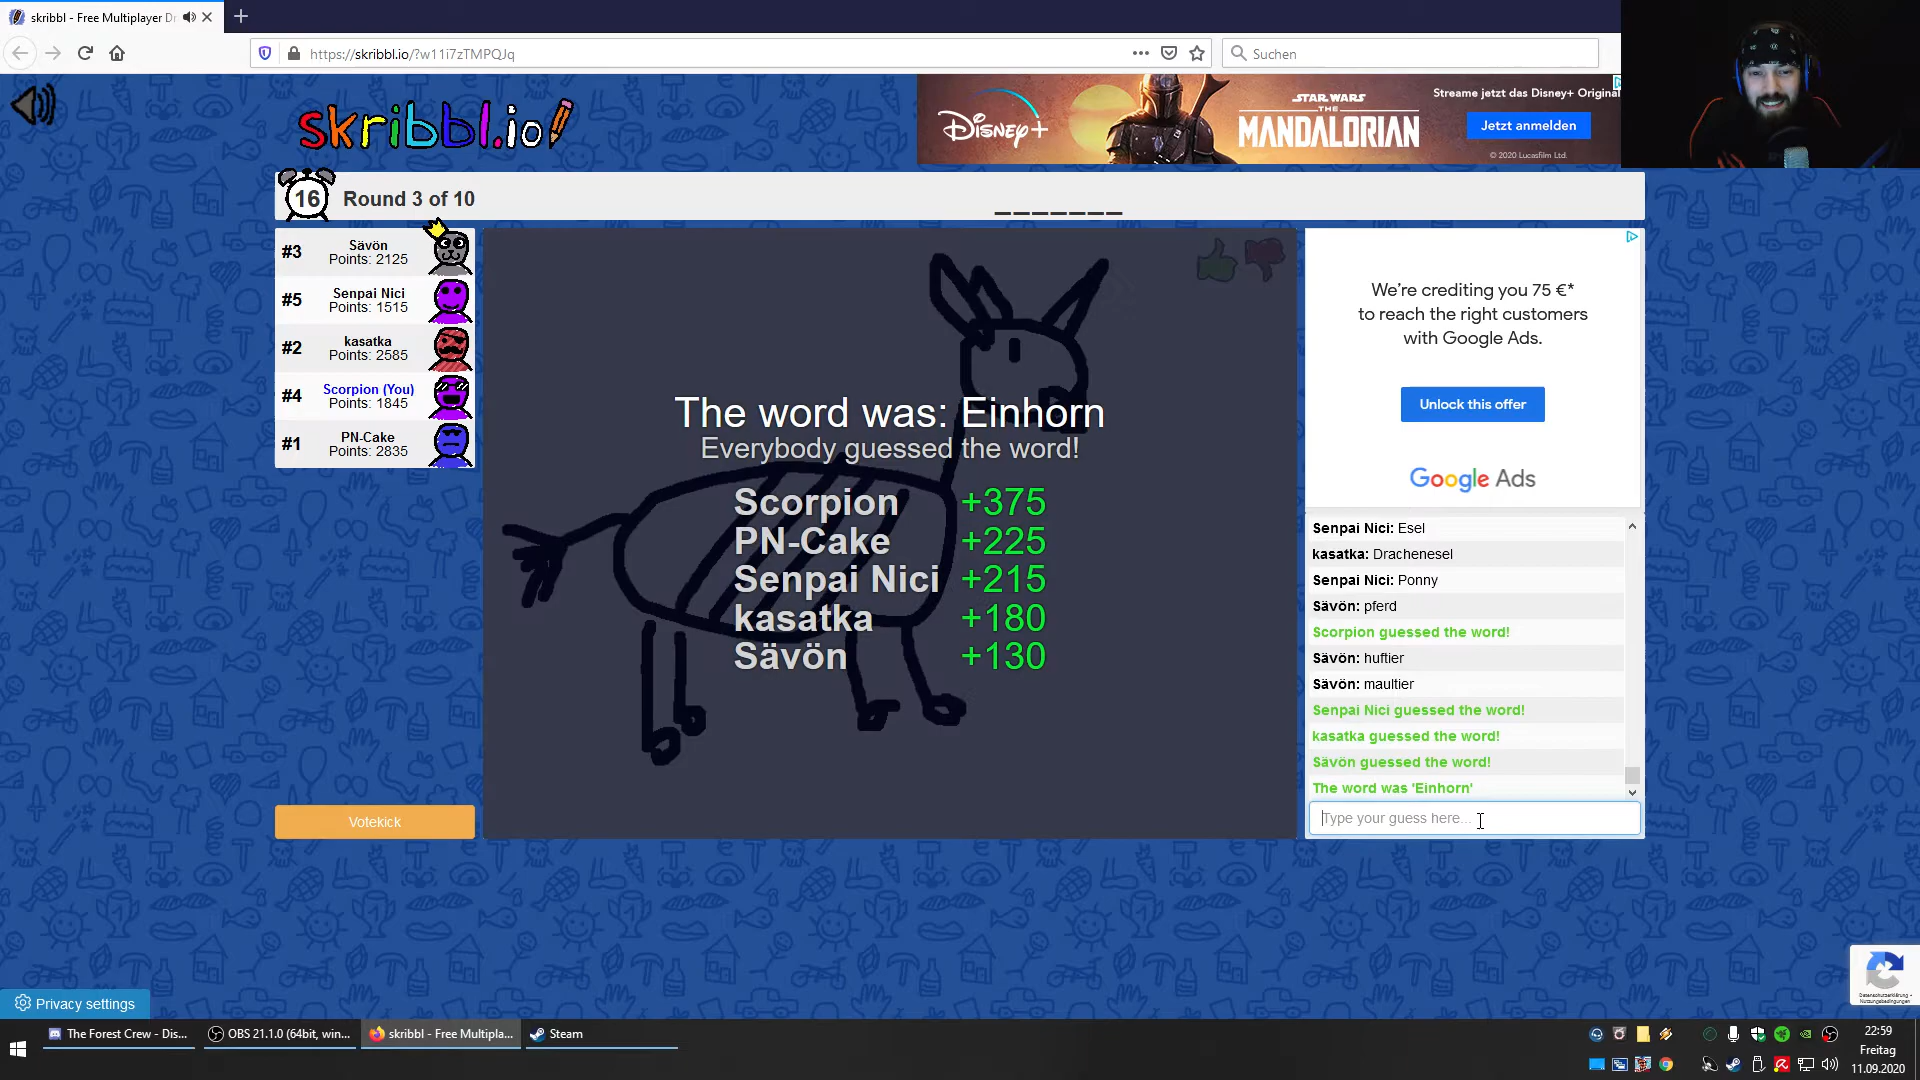 skribbl - Free Multiplayer Dr
https://skribbl.io/?w11i7zTMPQJq
Suchen
skribbl.io
Disney+
STAR WARS
THE
MANDALORIAN
Streame jetzt das Disney+ Original
Jetzt anmelden
© 2020 Lucasfilm Ltd.
16
Round 3 of 10
_______
#3
Sävön
Points: 2125
#5
Senpai Nici
Points: 1515
#2
kasatka
Points: 2585
#4
Scorpion (You)
Points: 1845
#1
PN-Cake
Points: 2835
Votekick
The word was: Einhorn
Everybody guessed the word!
Scorpion +375
PN-Cake +225
Senpai Nici +215
kasatka +180
Sävön +130
We're crediting you 75 €*
to reach the right customers
with Google Ads.
Unlock this offer
Google Ads
Senpai Nici: Esel
kasatka: Drachenesel
Senpai Nici: Ponny
Sävön: pferd
Scorpion guessed the word!
Sävön: huftier
Sävön: maultier
Senpai Nici guessed the word!
kasatka guessed the word!
Sävön guessed the word!
The word was 'Einhorn'
Type your guess here...
Datenschutzerklärung •
Nutzungsbedingungen
Privacy settings
The Forest Crew - Dis...
OBS 21.1.0 (64bit, win...
skribbl - Free Multipla...
Steam
22:59
Freitag
11.09.2020